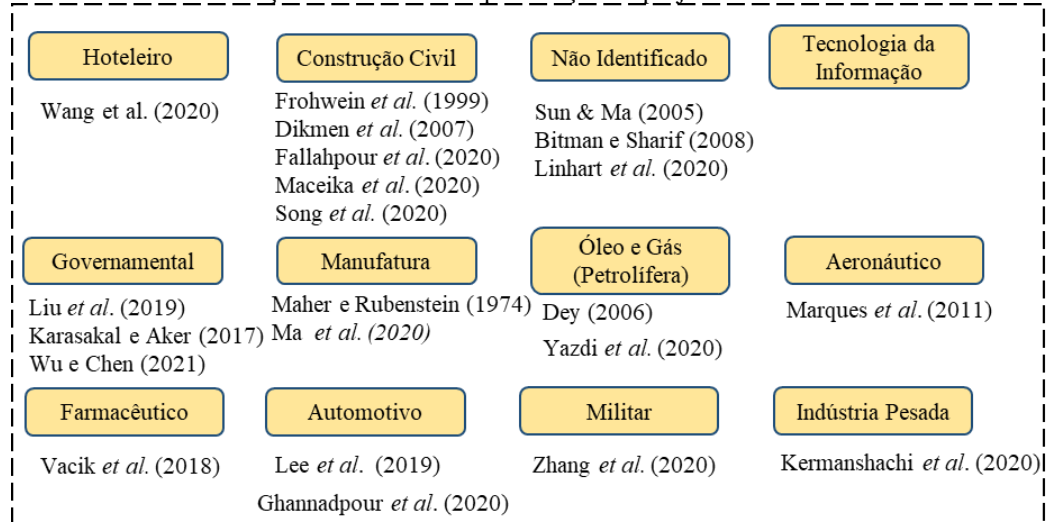 Hoteleiro
Wang et al. (2020)
Construção Civil
Frohwein et al. (1999)
Dikmen et al. (2007)
Fallahpour et al. (2020)
Maceika et al. (2020)
Song et al. (2020)
Não Identificado
Sun & Ma (2005)
Bitman e Sharif (2008)
Linhart et al. (2020)
Tecnologia da
Informação
Governamental
Liu et al. (2019)
Karasakal e Aker (2017)
Wu e Chen (2021)
Manufatura
Maher e Rubenstein (1974)
Ma et al. (2020)
Óleo e Gás
(Petrolífera)
Dey (2006)
Yazdi et al. (2020)
Aeronáutico
Marques et al. (2011)
Farmacêutico
Vacik et al. (2018)
Automotivo
Lee et al. (2019)
Ghannadpour et al. (2020)
Militar
Zhang et al. (2020)
Indústria Pesada
Kermanshachi et al. (2020)